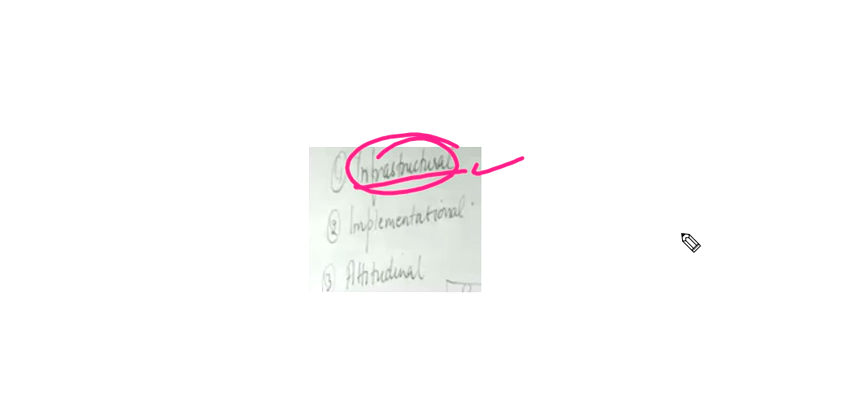 ① Infrastructural
② Implementational
③ Attitudinal